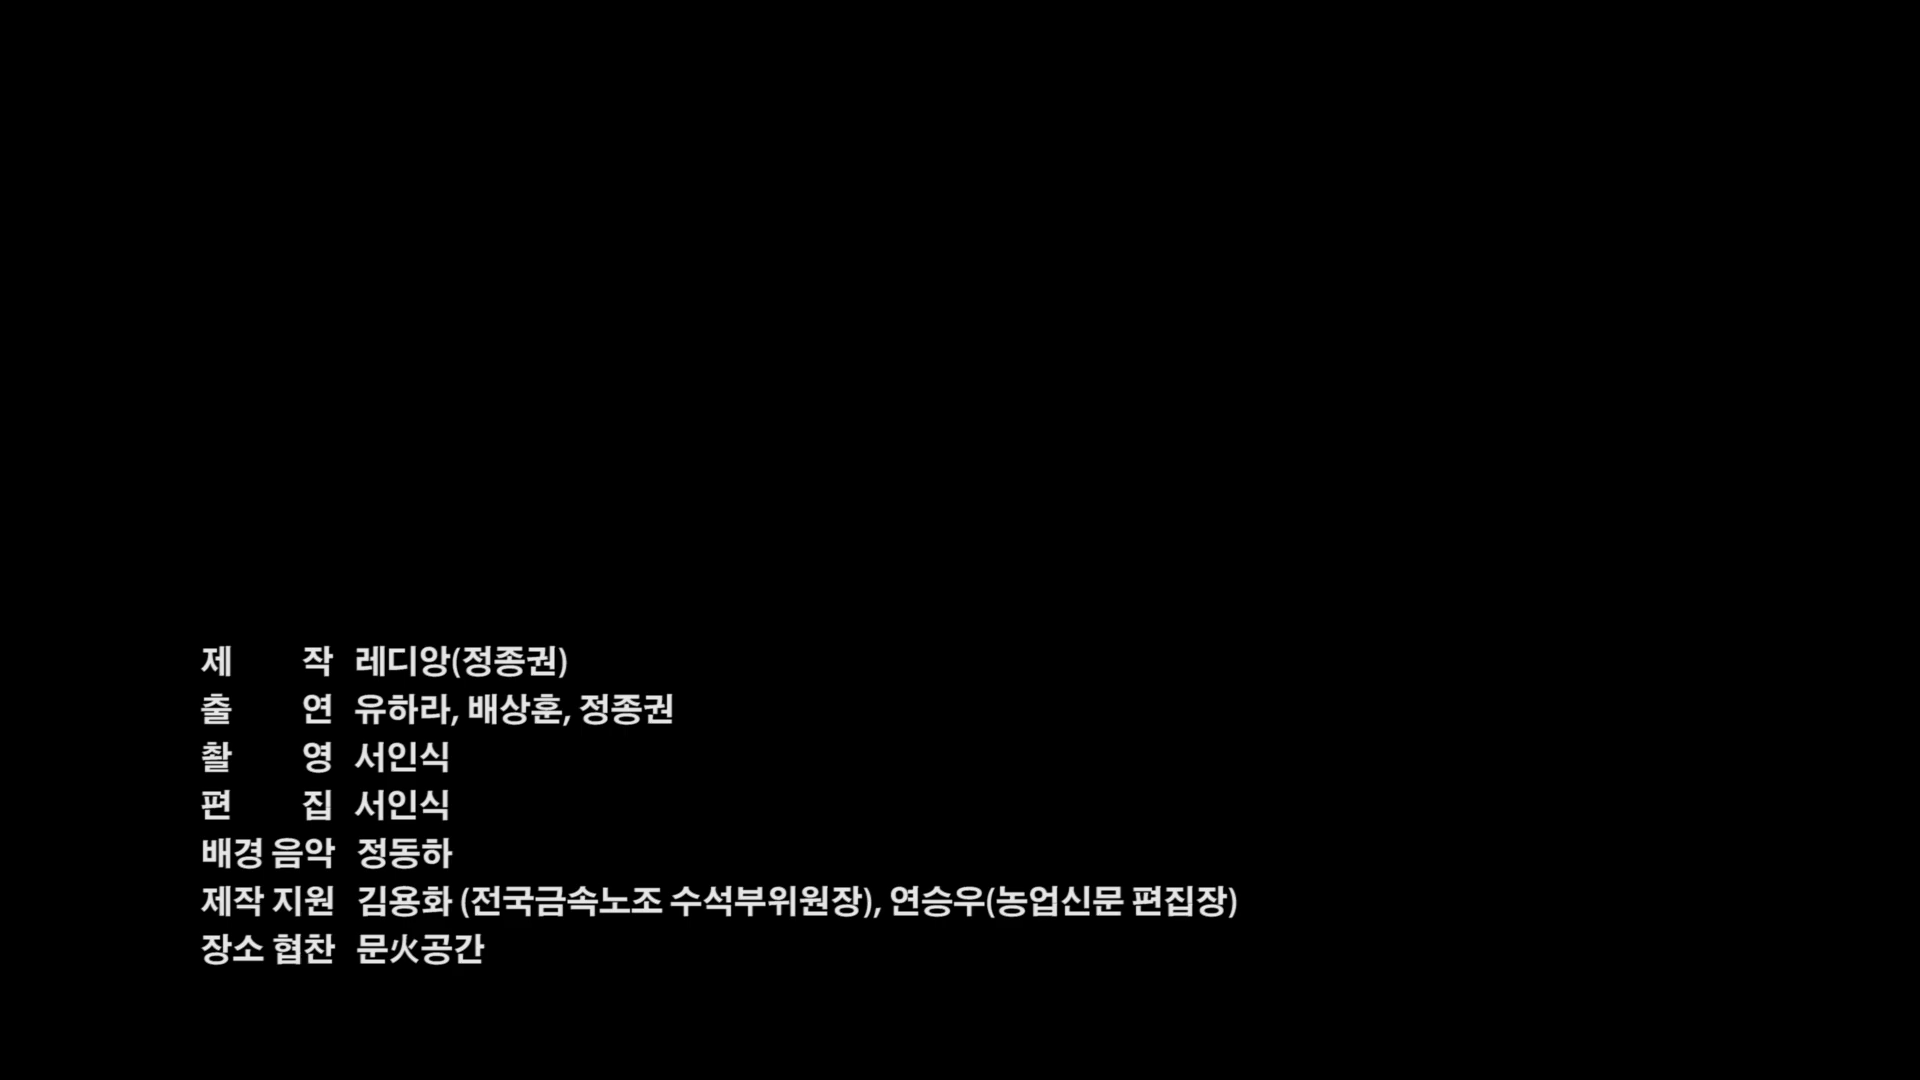 제 작 레디앙(정종권)
출 연 유하라, 배상훈, 정종권
촬 영 서인식
편 집 서인식
배경 음악 정동하
제작 지원 김용화 (전국금속노조 수석부위원장), 연승우(농업신문 편집장)
장소 협찬 문火공간